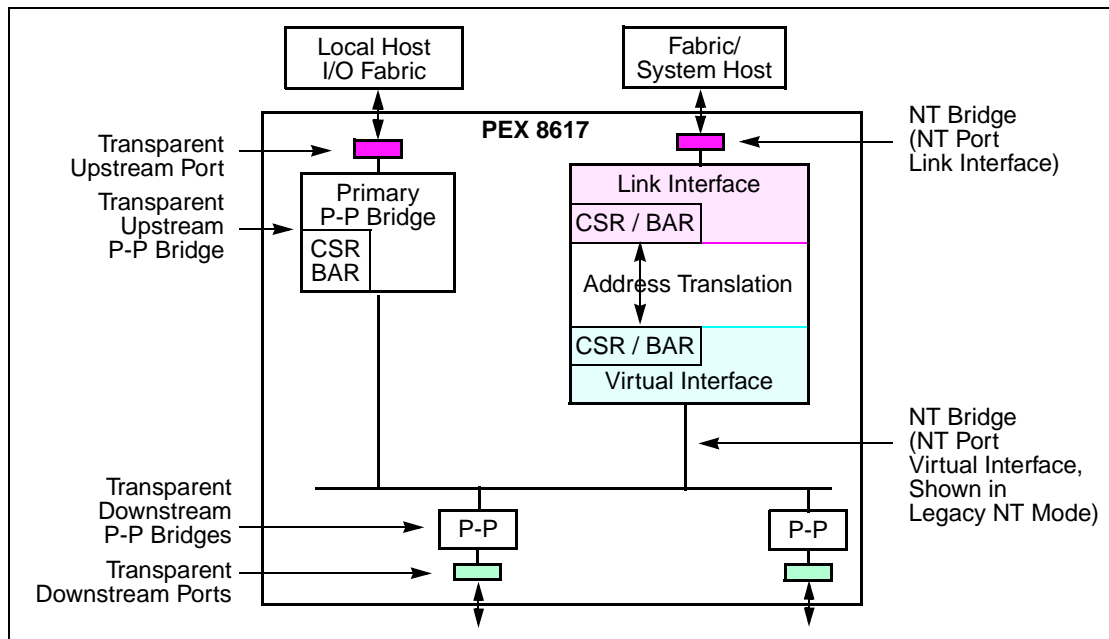 Local Host
I/O Fabric
Fabric/
System Host
PEX 8617
Transparent
Upstream Port
NT Bridge
(NT Port
Link Interface)
Transparent
Upstream
P-P Bridge
Primary
P-P Bridge
CSR
BAR
Link Interface
CSR / BAR
Address Translation
CSR / BAR
Virtual Interface
NT Bridge
(NT Port
Virtual Interface,
Shown in
Legacy NT Mode)
Transparent
Downstream
P-P Bridges
P-P
P-P
Transparent
Downstream Ports